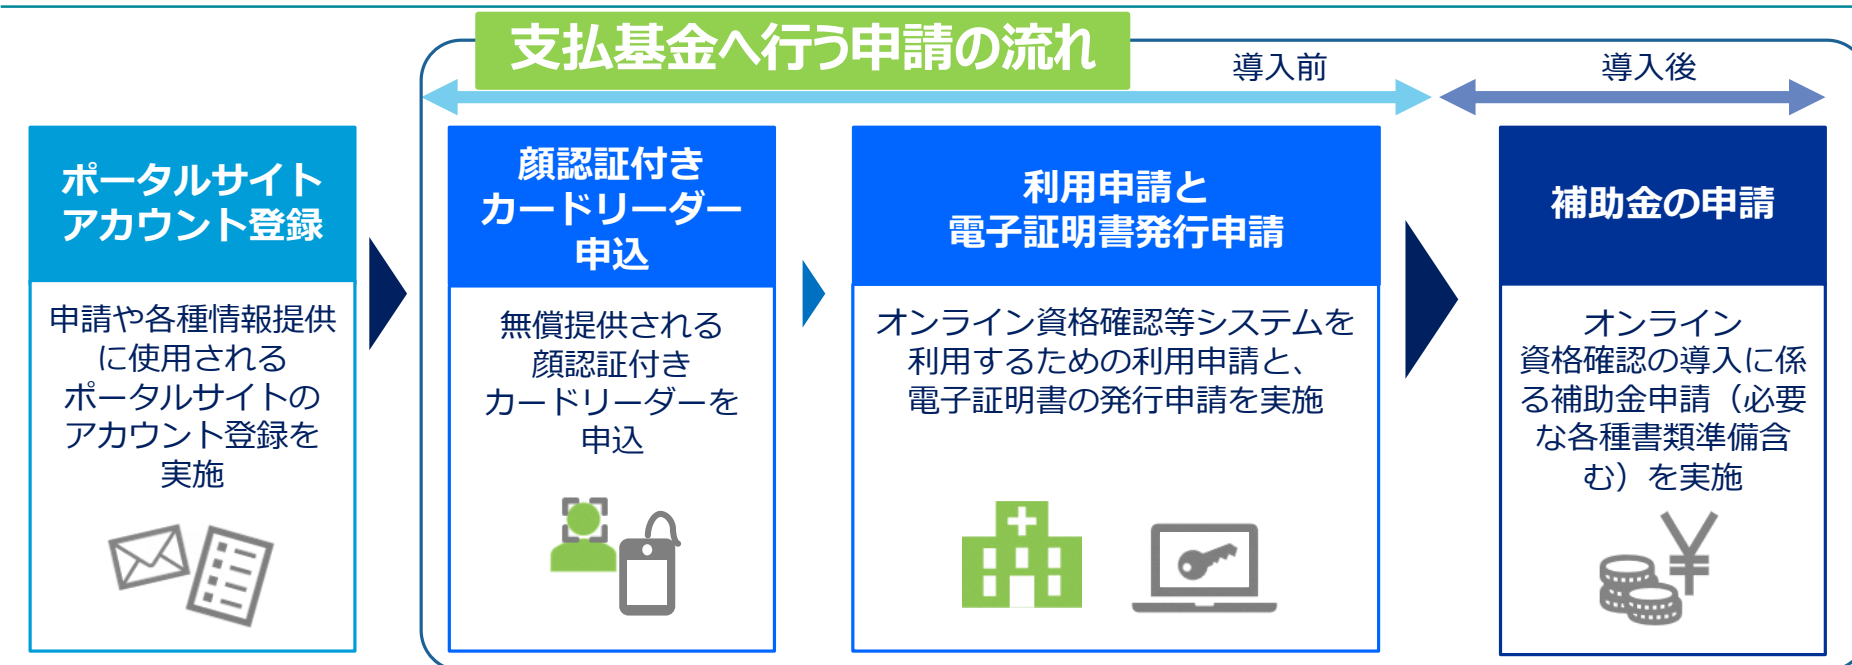 支払基金へ行う申請の流れ
導入前
導入後
ポータルサイト
アカウント登録
申請や各種情報提供
に使用される
ポータルサイトの
アカウント登録を
実施
顔認証付き
カードリーダー
申込
無償提供される
顔認証付き
カードリーダーを
申込
利用申請と
電子証明書発行申請
オンライン資格確認等システムを
利用するための利用申請と、
電子証明書の発行申請を実施
補助金の申請
オンライン
資格確認の導入に係
る補助金申請（必要
な各種書類準備含
む）を実施